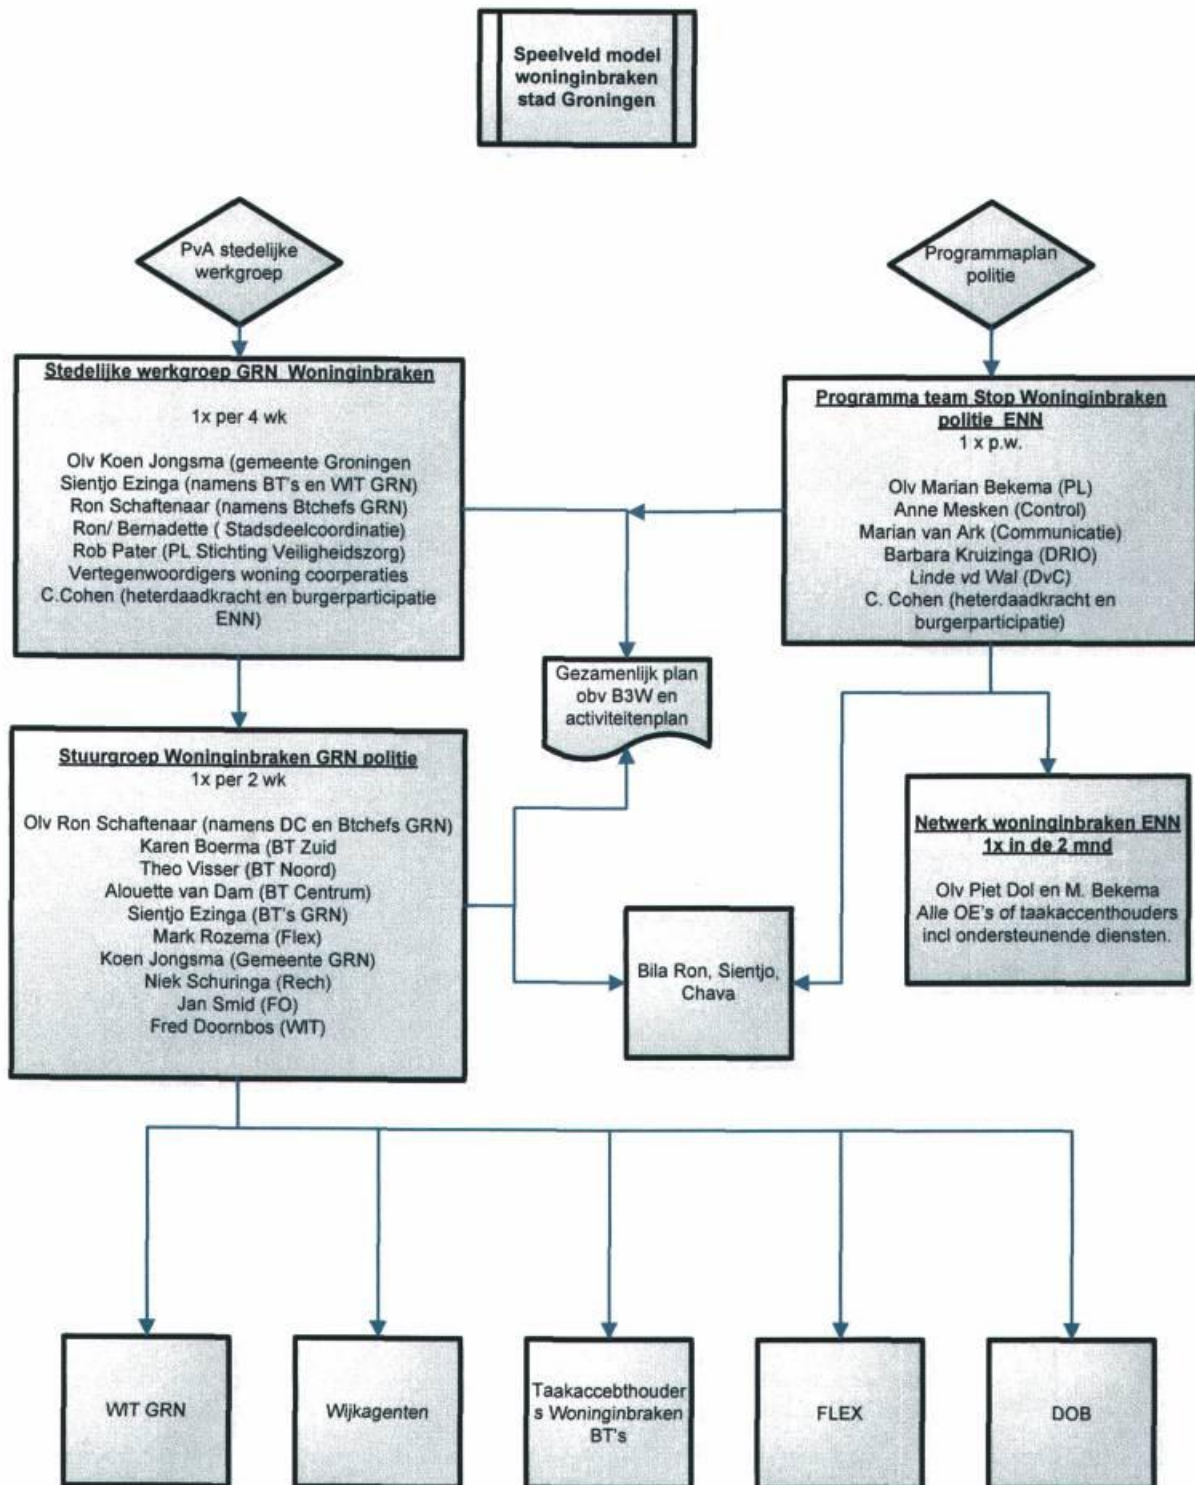 Speelveld model
woninginbraken
stad Groningen
PvA stedelijke
werkgroep
Programmaplan
politie
Stedelijke werkgroep GRN Woninginbraken
1x per 4 wk
Olv Koen Jongsma (gemeente Groningen
Sientjo Ezinga (namens BT's en WIT GRN)
Ron Schaftenaar (namens Btchefs GRN)
Ron/ Bernadette ( Stadsdeelcoordinatie)
Rob Pater (PL Stichting Veiligheidszorg)
Vertegenwoordigers woning coorperaties
C.Cohen (heterdaadkracht en burgerparticipatie
ENN)
Programma team Stop Woninginbraken
politie ENN
1 x p.w.
Olv Marian Bekema (PL)
Anne Mesken (Control)
Marian van Ark (Communicatie)
Barbara Kruizinga (DRIO)
Linde vd Wal (DvC)
C. Cohen (heterdaadkracht en
burgerparticipatie)
Gezamenlijk plan
obv B3W en
activiteitenplan
Stuurgroep Woninginbraken GRN politie
1x per 2 wk
Olv Ron Schaftenaar (namens DC en Btchefs GRN)
Karen Boerma (BT Zuid
Theo Visser (BT Noord)
Alouette van Dam (BT Centrum)
Sientjo Ezinga (BT's GRN)
Mark Rozema (Flex)
Koen Jongsma (Gemeente GRN)
Niek Schuringa (Rech)
Jan Smid (FO)
Fred Doornbos (WIT)
Netwerk woninginbraken ENN
1x in de 2 mnd
Olv Piet Dol en M. Bekema
Alle OE's of taakaccenthouders
incl ondersteunende diensten.
Bila Ron, Sientjo,
Chava
WIT GRN
Wijkagenten
Taakaccebthouder
s Woninginbraken
BT's
FLEX
DOB